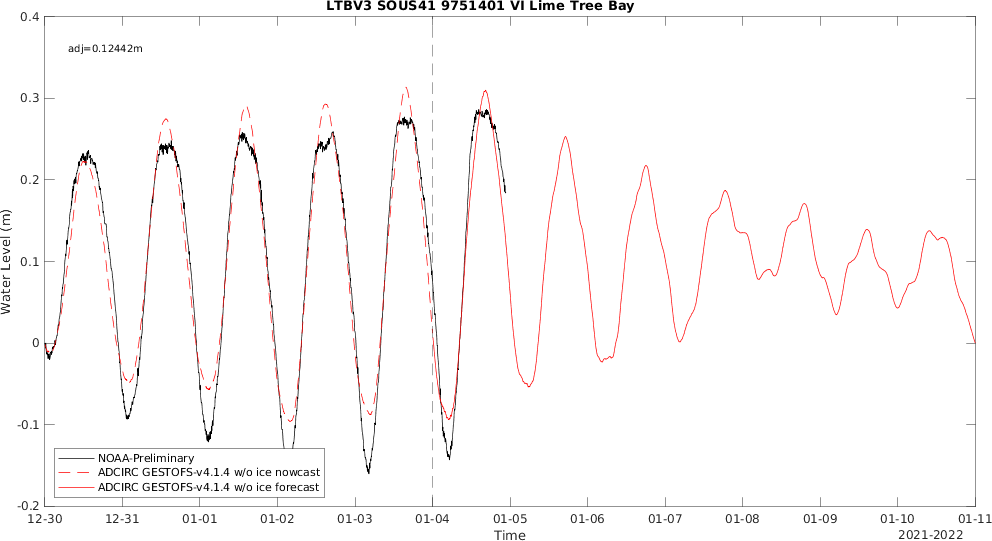 LTBV3 SOUS41 9751401 VI Lime Tree Bay
adj=0.12442m
0.4
0.3
0.2
0.1
0
-0.1
-0.2
Water Level (m)
NOAA-Preliminary
ADCIRC GESTOFS-v4.1.4 w/o ice nowcast
ADCIRC GESTOFS-v4.1.4 w/o ice forecast
12-30 12-31 01-01 01-02 01-03 01-04 01-05 01-06 01-07 01-08 01-09 01-10 01-11
Time
2021-2022